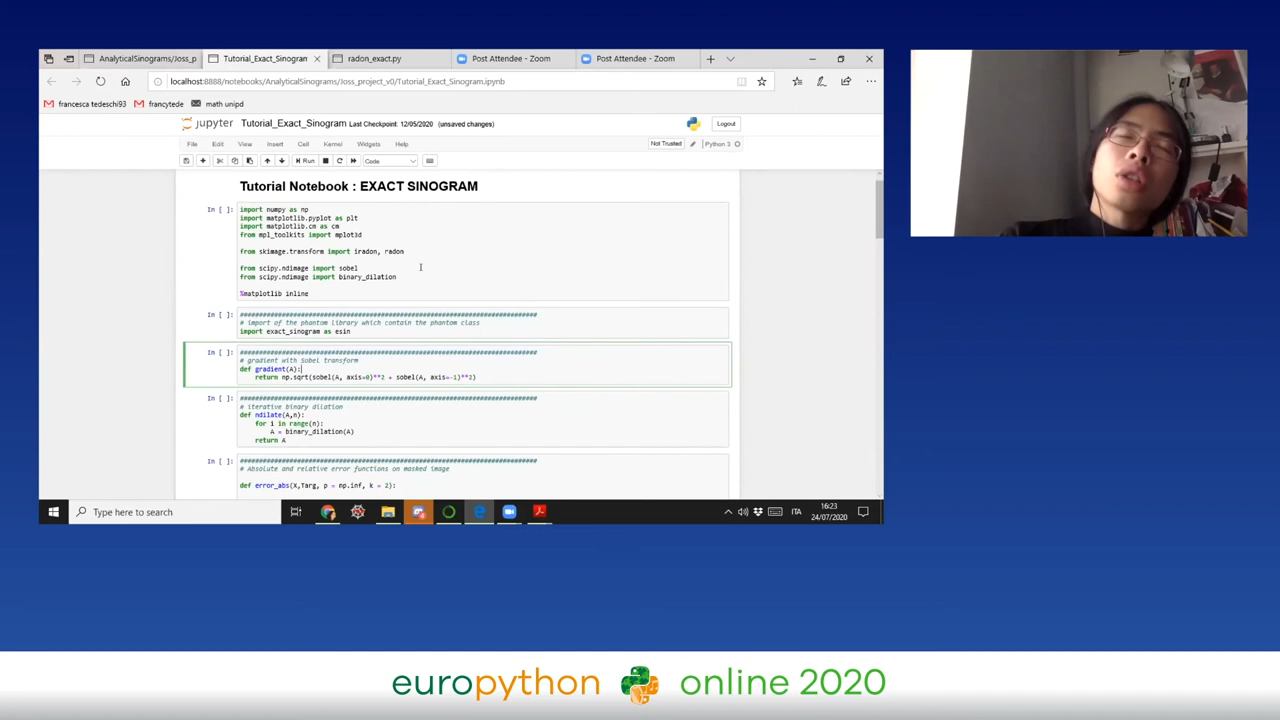 AnalyticalSinograms/Joss_p
Tutorial_Exact_Sinogram
radon_exact.py
Post Attendee - Zoom
Post Attendee - Zoom
localhost:8888/notebooks/AnalyticalSinograms/Joss_project_v0/Tutorial_Exact_Sinogram.ipynb
francesca tedeschi93
francytede
math unipd
jupyter
Tutorial_Exact_Sinogram Last Checkpoint: 12/05/2020 (unsaved changes)
Logout
File Edit View Insert Cell Kernel Widgets Help
Not Trusted
Python 3
Run
Code
Tutorial Notebook : EXACT SINOGRAM
In [ ]:
import numpy as np
import matplotlib.pyplot as plt
import matplotlib.cm as cm
from mpl_toolkits import mplot3d
from skimage.transform import iradon, radon
from scipy.ndimage import sobel
from scipy.ndimage import binary_dilation
%matplotlib inline
In [ ]:
################################################################################
# import of the phantom library which contain the phantom class
import exact_sinogram as esin
In [ ]:
################################################################################
# gradient with Sobel transform
def gradient(A):
return np.sqrt(sobel(A, axis=0)**2 + sobel(A, axis=-1)**2)
In [ ]:
################################################################################
# iterative binary dilation
def ndilate(A,n):
for i in range(n):
A = binary_dilation(A)
return A
In [ ]:
################################################################################
# Absolute and relative error functions on masked image
def error_abs(X,Targ, p = np.inf, k = 2):
Type here to search
ITA
16:23
24/07/2020
europython online 2020